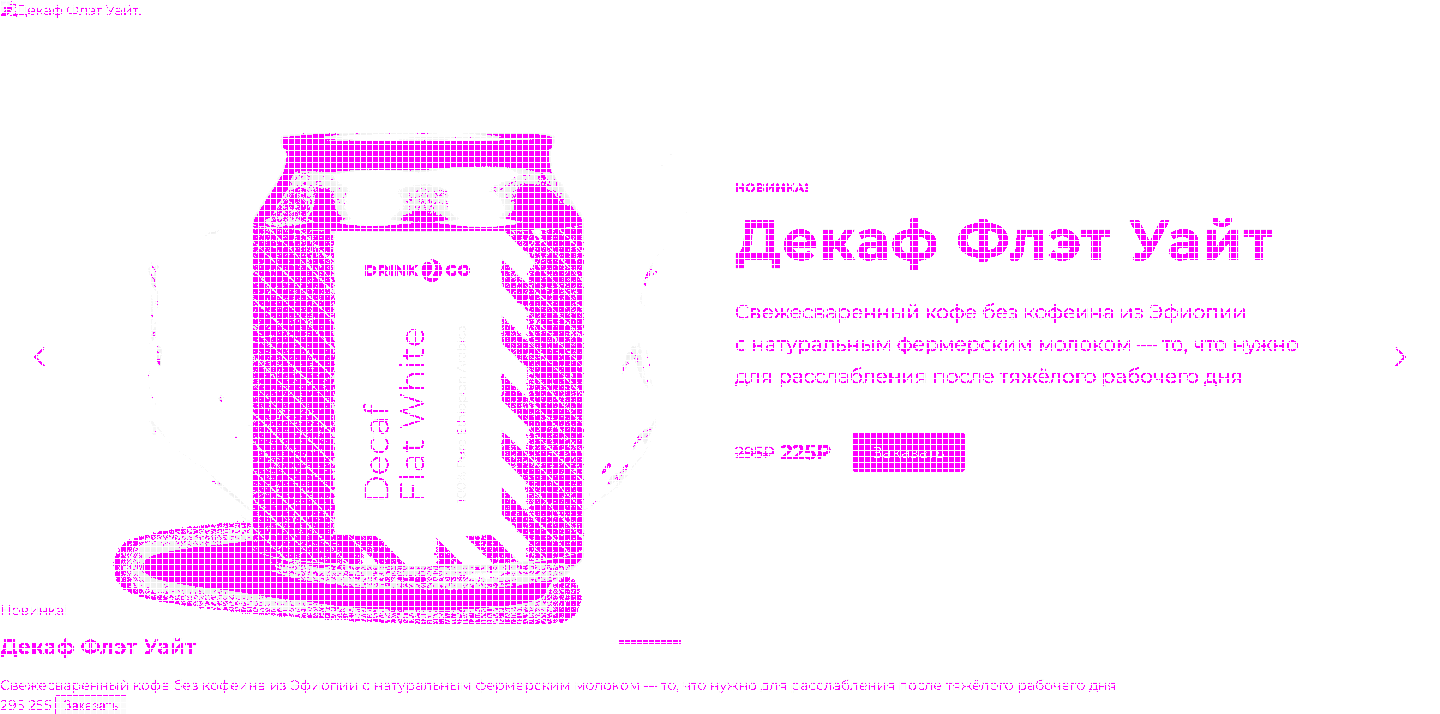 Декаф Флэт Уайт.
НОВИНКА!
Декаф Флэт Уайт
Свежесваренный кофе без кофеина из Эфиопии
с натуральным фермерским молоком — то, что нужно
для расслабления после тяжёлого рабочего дня
295₽ 225₽ Заказать
DRINK GO
Decaf
Flat White
Новинка
Декаф Флэт Уайт
Свежесваренный кофе без кофеина из Эфиопии с натуральным фермерским молоком — то, что нужно для расслабления после тяжёлого рабочего дня
295 255 Заказать